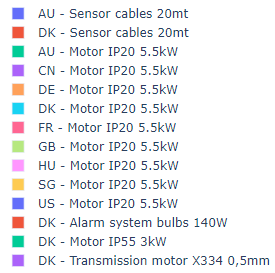 AU - Sensor cables 20mt
DK - Sensor cables 20mt
AU - Motor IP20 5.5kW
CN - Motor IP20 5.5kW
DE - Motor IP20 5.5kW
DK - Motor IP20 5.5kW
FR - Motor IP20 5.5kW
GB - Motor IP20 5.5kW
HU - Motor IP20 5.5kW
SG - Motor IP20 5.5kW
US - Motor IP20 5.5kW
DK - Alarm system bulbs 140W
DK - Motor IP55 3kW
DK - Transmission motor X334 0,5mm